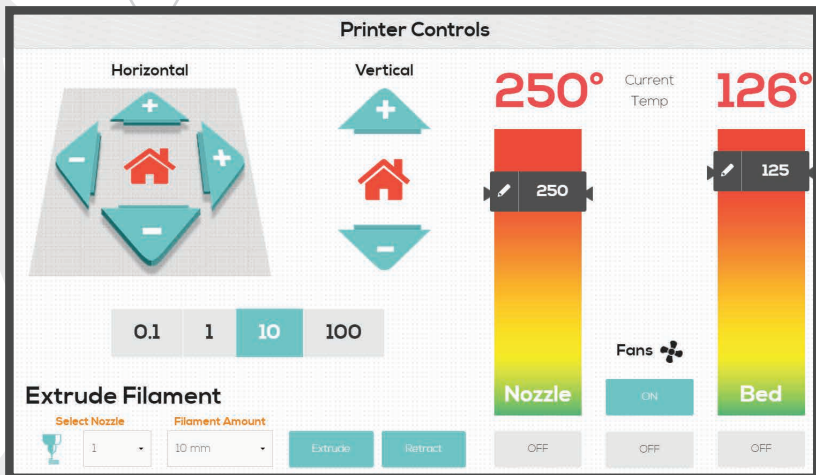 Printer Controls
Horizontal
Vertical
250°
Current
Temp
126°
+
- +
-
+
-
250
125
0.1 1 10 100
Fans
Extrude Filament
Nozzle
ON
Bed
Select Nozzle
Filament Amount
1
10 mm
Extrude
Retract
OFF
OFF
OFF